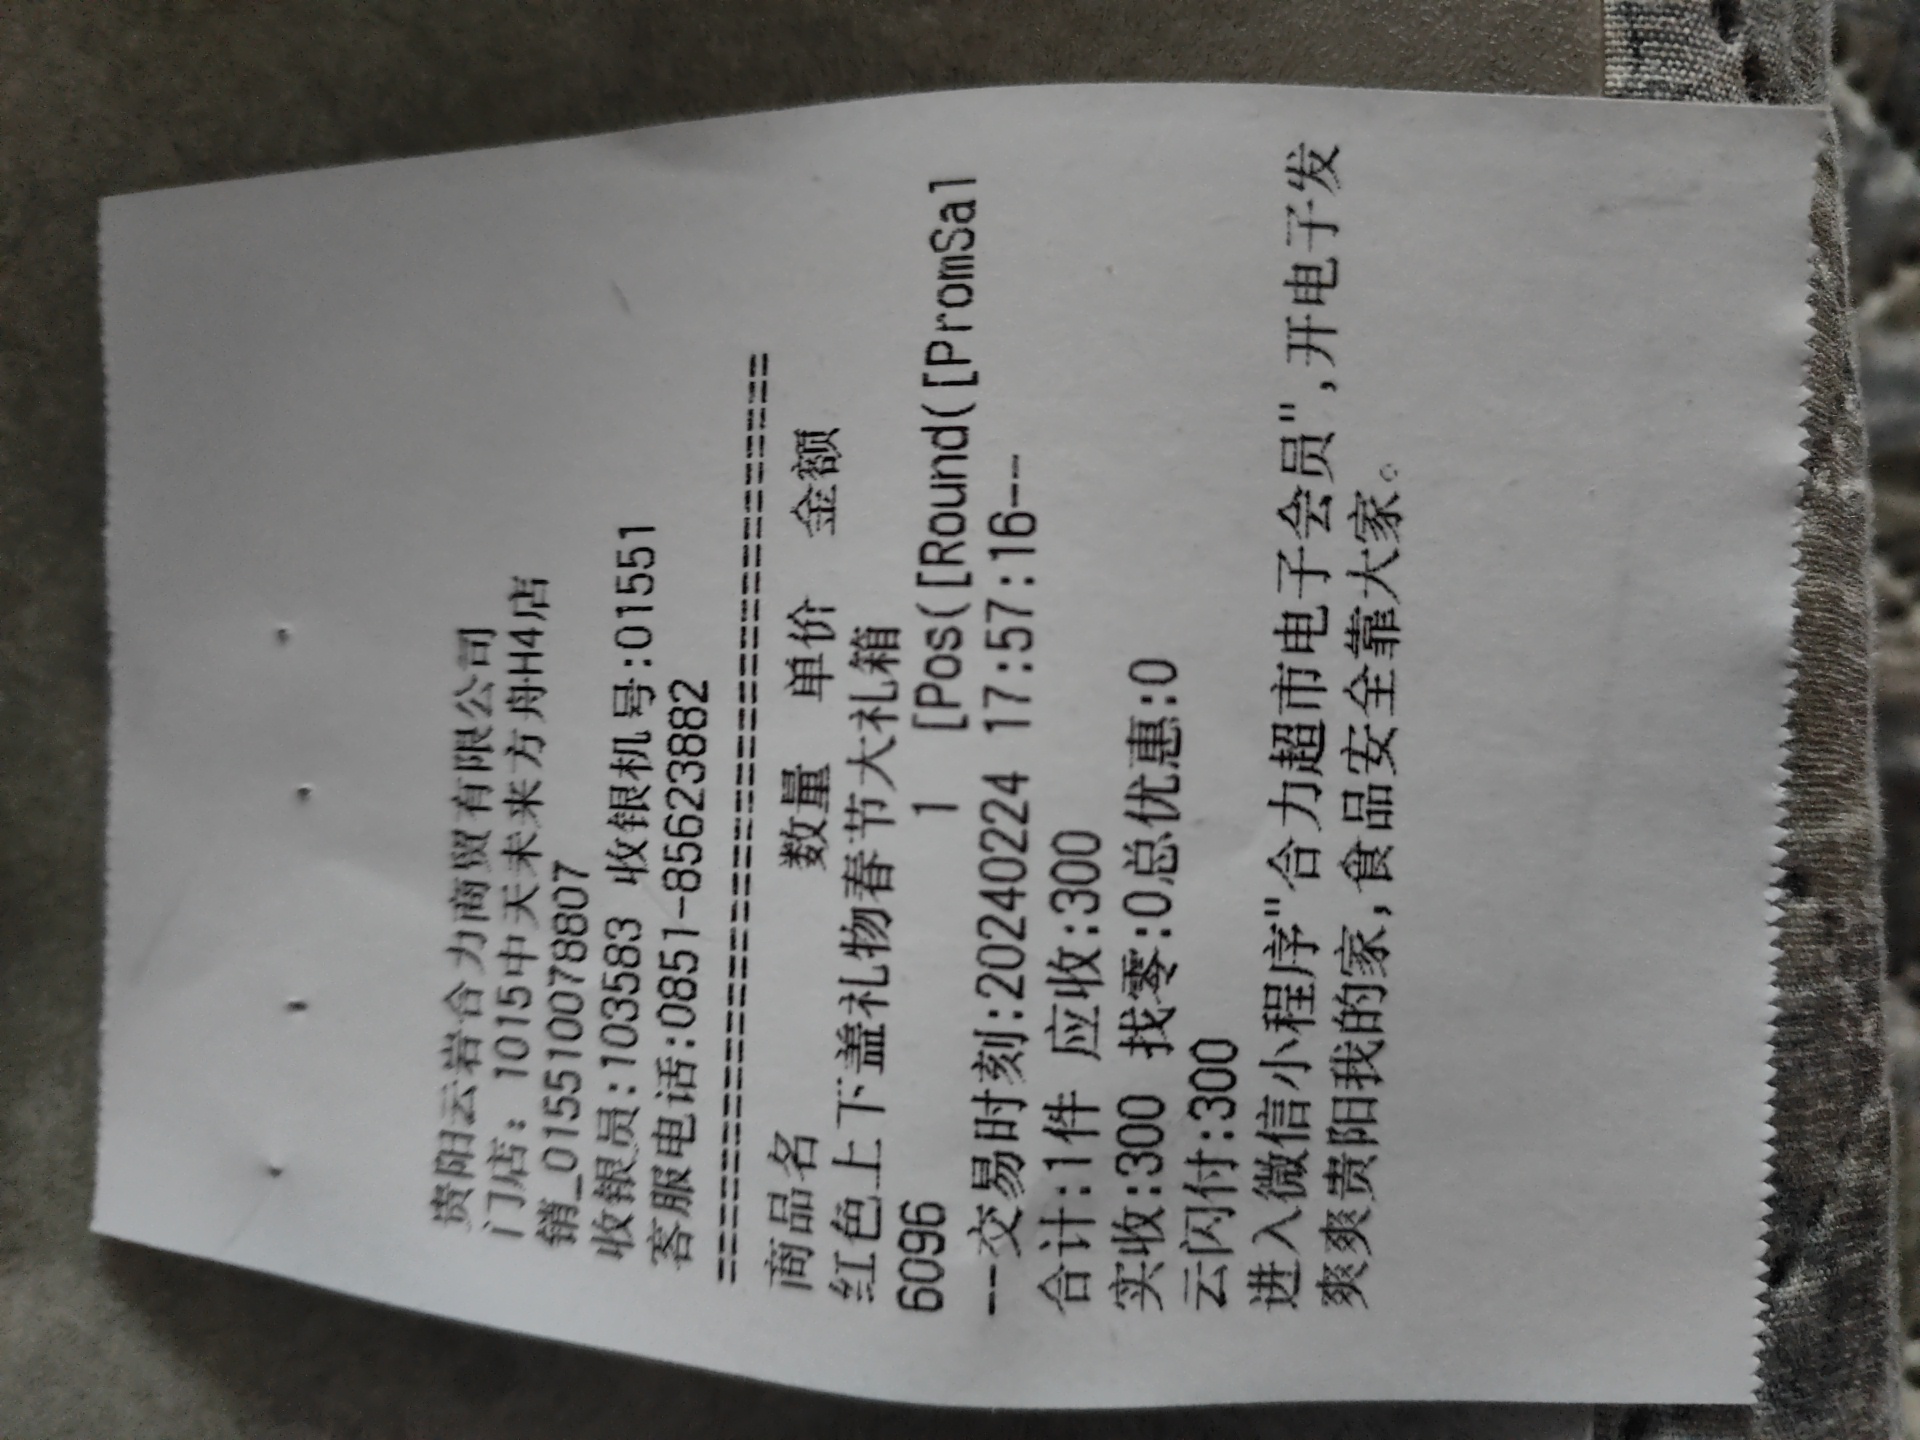 贵阳云岩合力商贸有限公司
门店：1015中天未来方舟H4店
销_015510078807
收银员:1035583 收银机号:01551
客服电话:0851-85623882
========================================
商品名 数量 单价 金额
红色上下盖礼物春节大礼箱
6096 1 [Pos([Round([PromSal
--交易时刻:20240224 17:57:16--
合计:1件 应收:300
实收:300 找零:0总优惠:0
云闪付:300
进入微信小程序"合力超市电子会员",开电子发
爽爽贵阳我的家,食品安全靠大家。